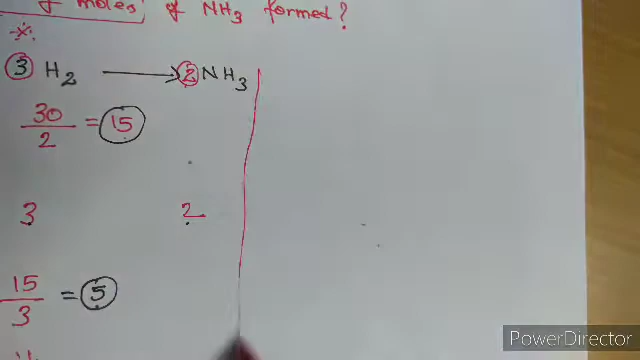 of moles of NH3 formed?
3 H2 → 2 NH3
30/2 = 15
3 2
15/3 = 5
PowerDirector